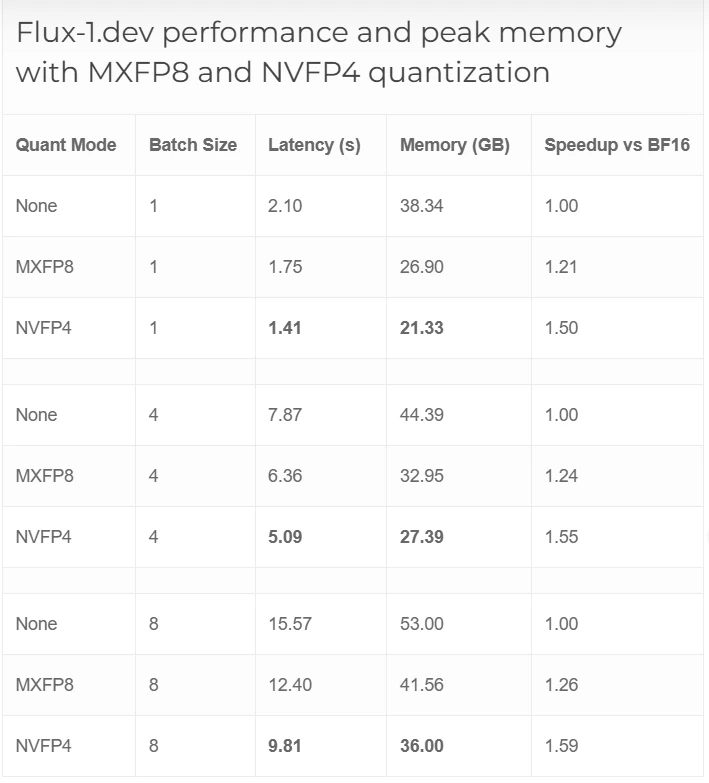 Flux-1.dev performance and peak memory
with MXFP8 and NVFP4 quantization
Quant Mode Batch Size Latency (s) Memory (GB) Speedup vs BF16
None 1 2.10 38.34 1.00
MXFP8 1 1.75 26.90 1.21
NVFP4 1 1.41 21.33 1.50
None 4 7.87 44.39 1.00
MXFP8 4 6.36 32.95 1.24
NVFP4 4 5.09 27.39 1.55
None 8 15.57 53.00 1.00
MXFP8 8 12.40 41.56 1.26
NVFP4 8 9.81 36.00 1.59